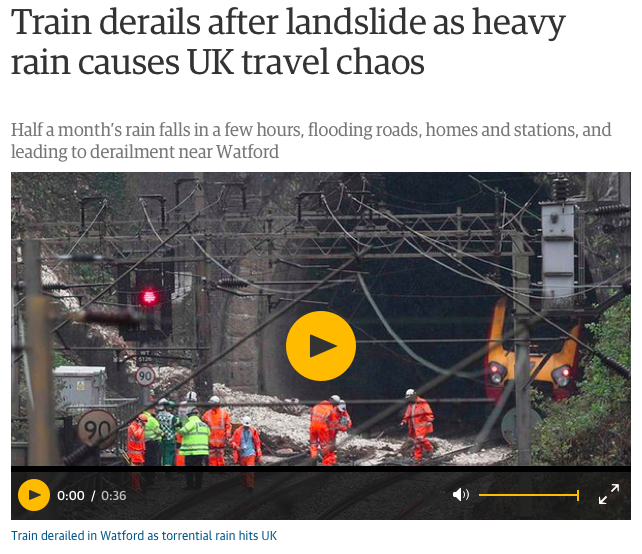 Train derails after landslide as heavy
rain causes UK travel chaos
Half a month's rain falls in a few hours, flooding roads, homes and stations, and
leading to derailment near Watford
90
90
0:00 / 0:36
Train derailed in Watford as torrential rain hits UK